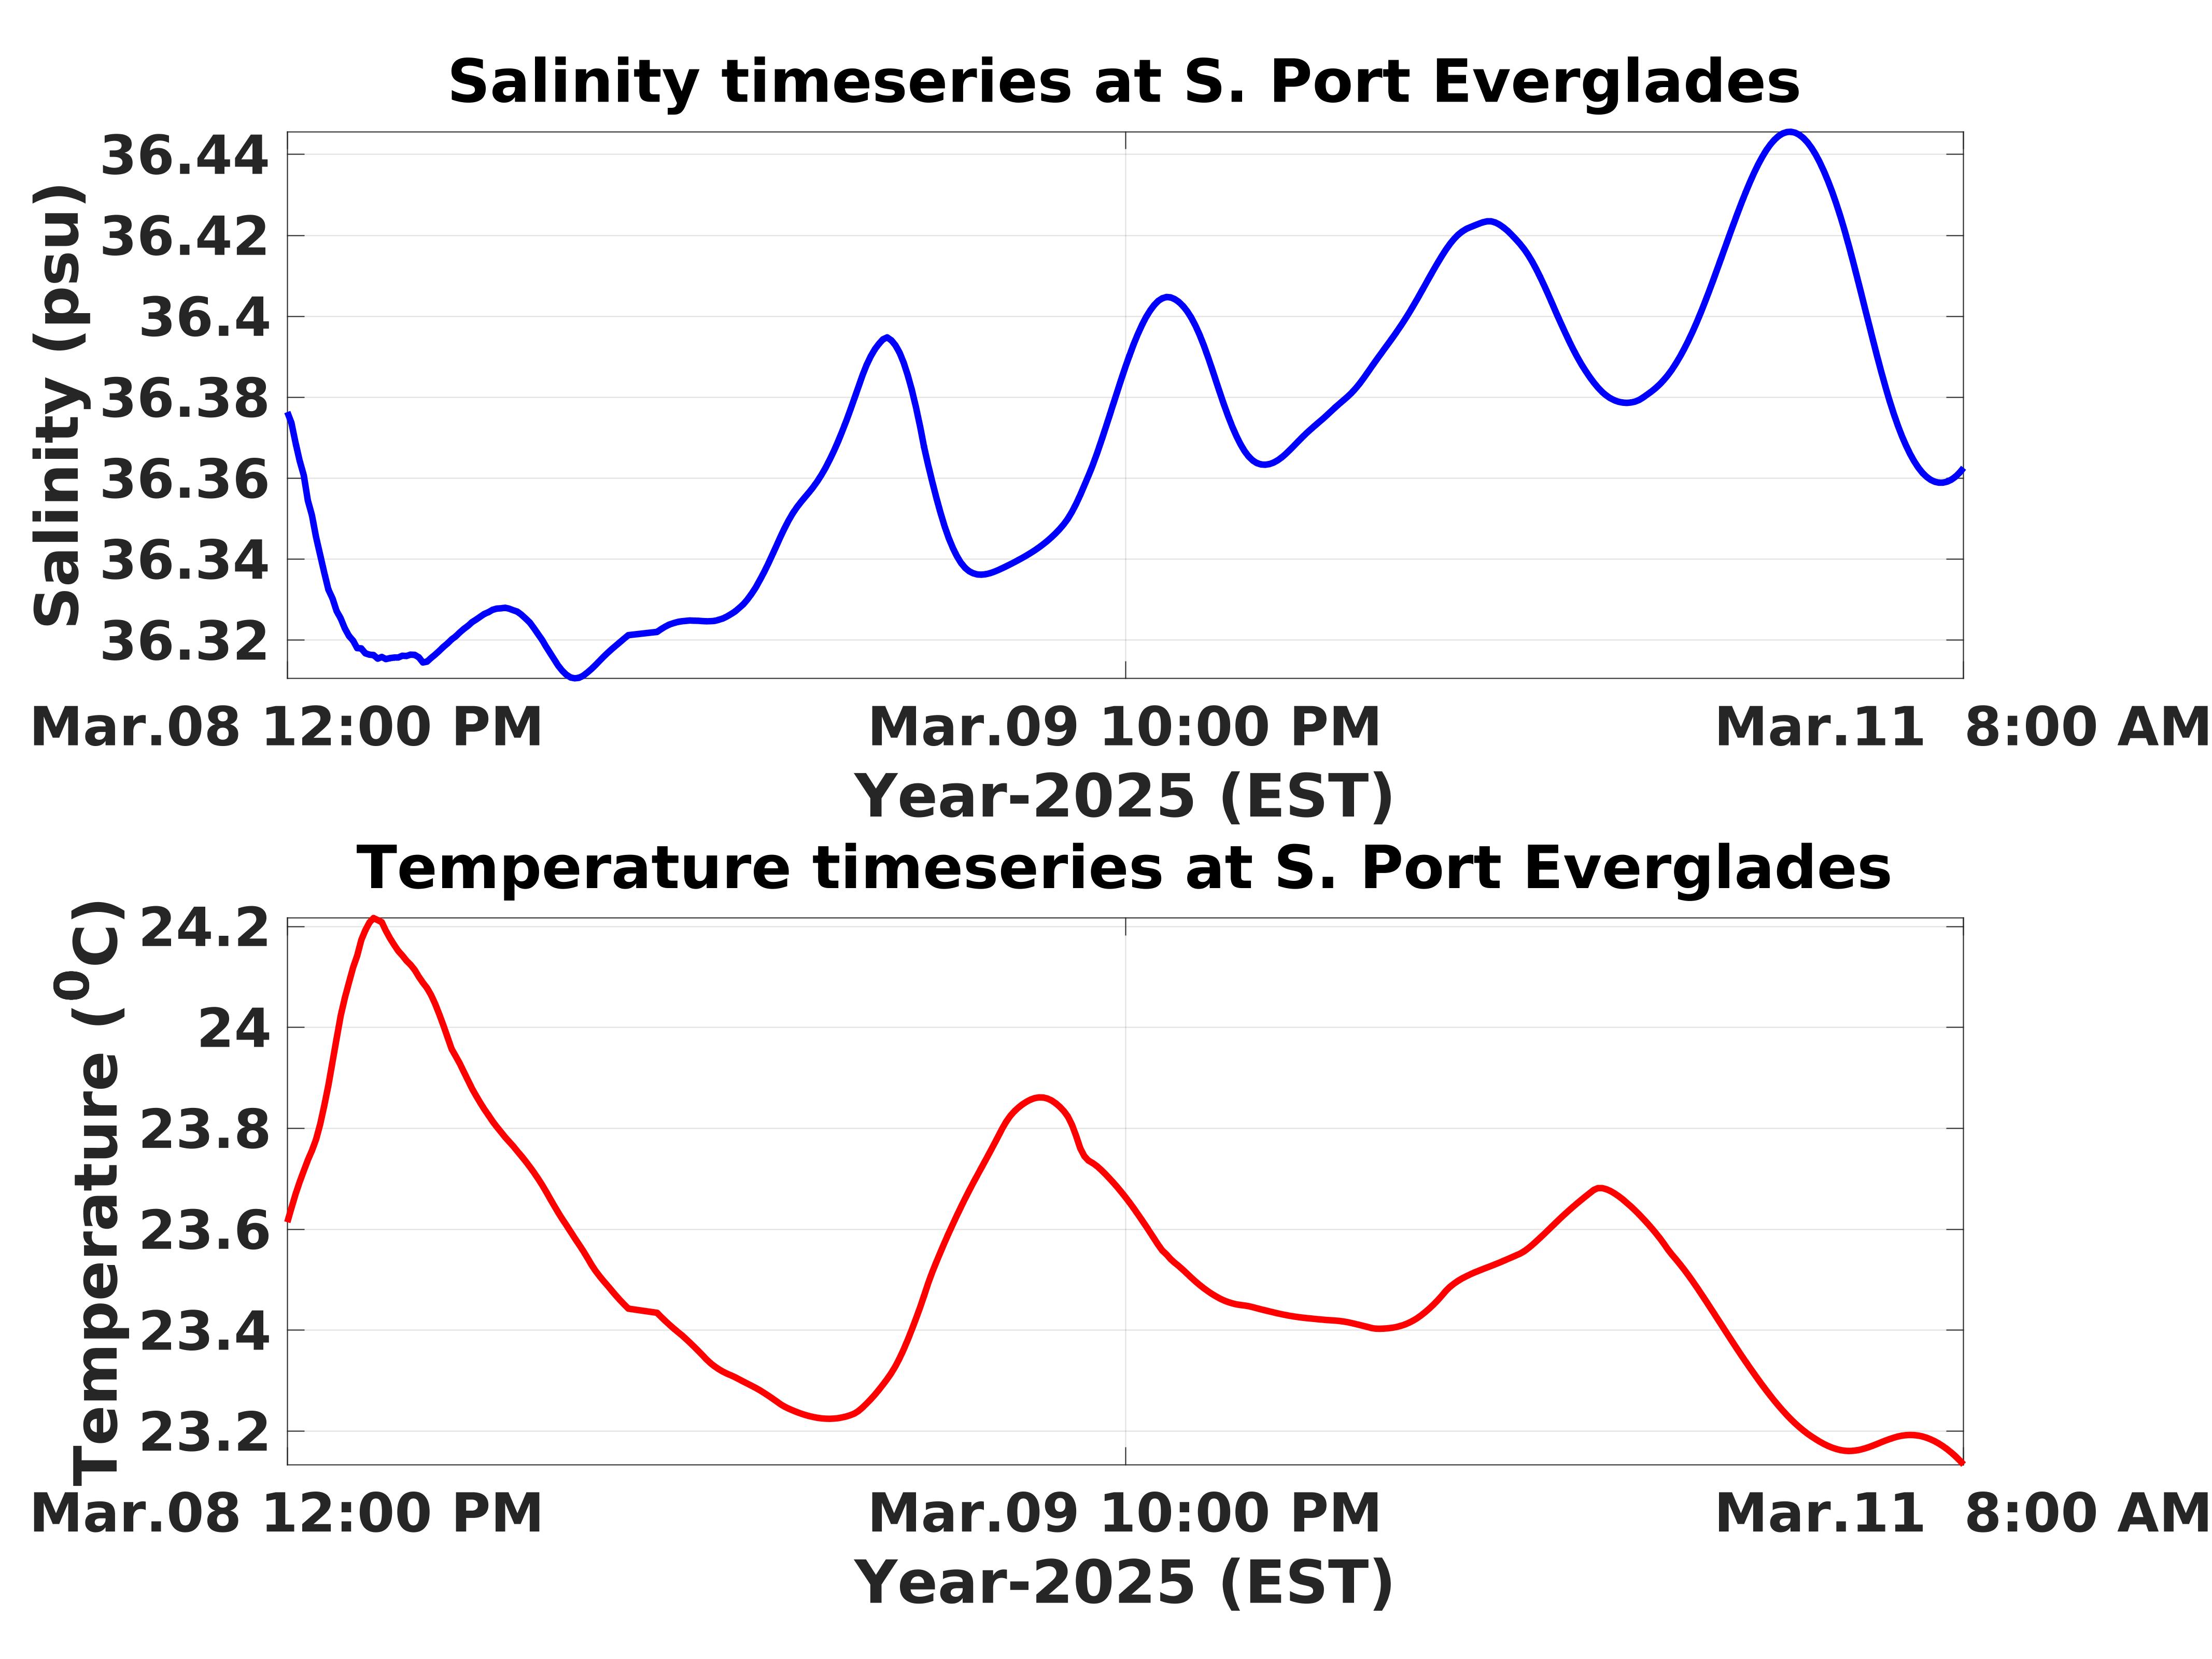 Salinity timeseries at S. Port Everglades
36.44
36.42
36.4
36.38
36.36
36.34
36.32
Salinity (psu)
Mar.08 12:00 PM Mar.09 10:00 PM Mar.11 8:00 AM
Year-2025 (EST)
Temperature timeseries at S. Port Everglades
24.2
24
23.8
23.6
23.4
23.2
Temperature (⁰C)
Mar.08 12:00 PM Mar.09 10:00 PM Mar.11 8:00 AM
Year-2025 (EST)